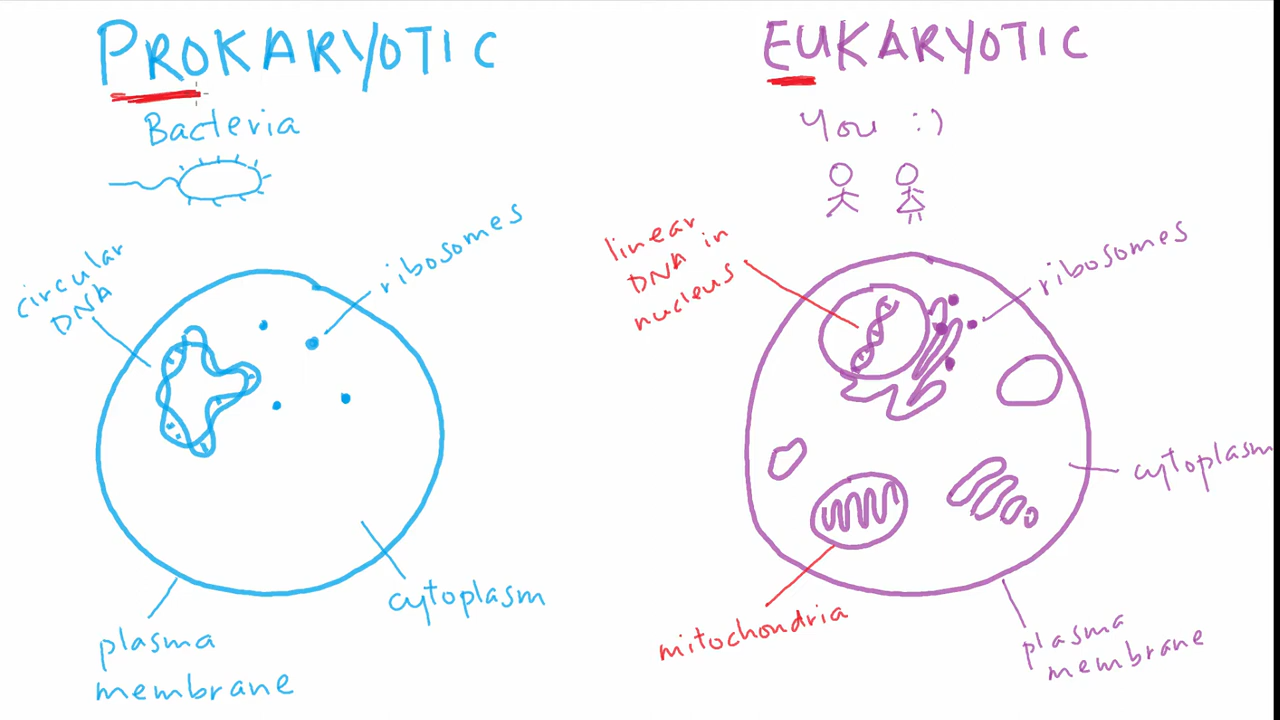 PROKARYOTIC
Bacteria
circular
DNA
ribosomes
cytoplasm
plasma
membrane
EUKARYOTIC
You :)
linear
DNA in
nucleus
ribosomes
cytoplasm
mitochondria
plasma
membrane